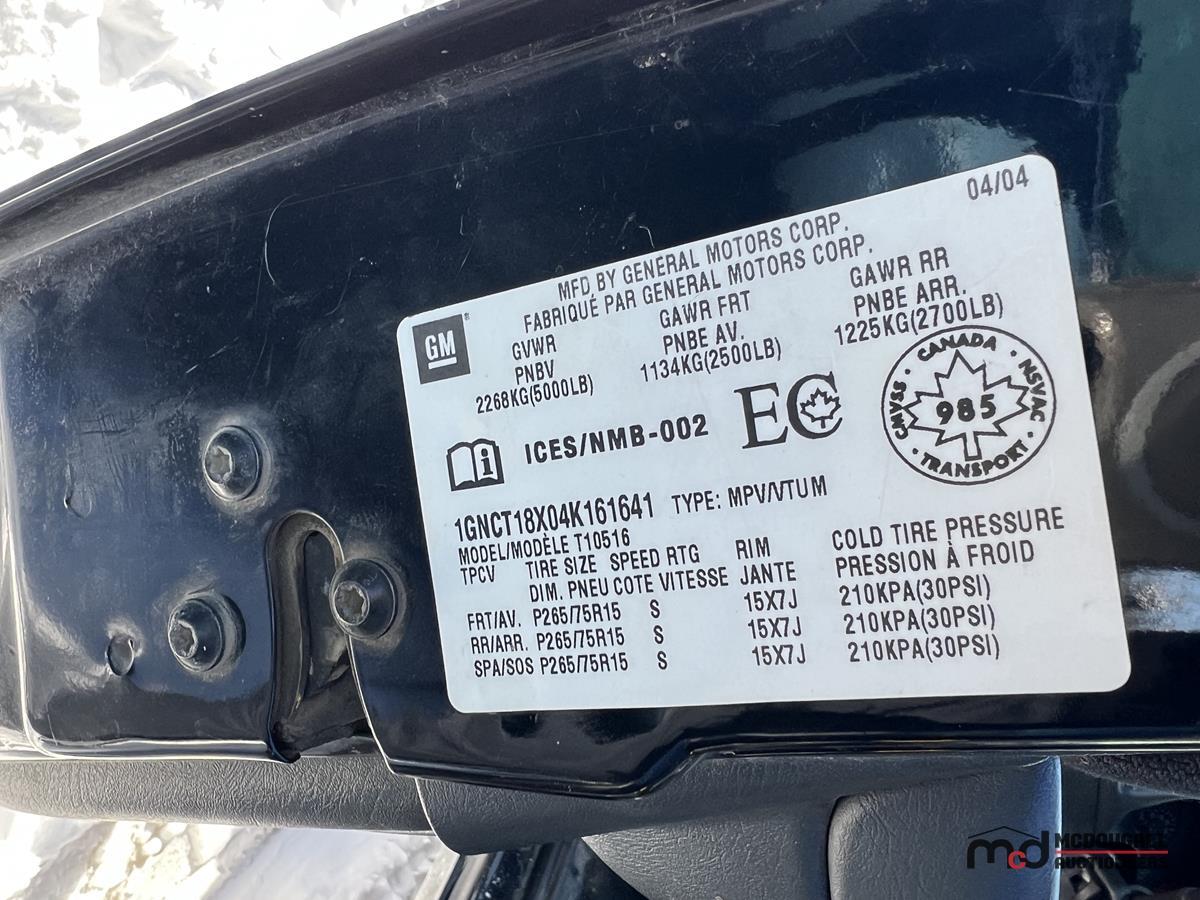 04/04
MFD BY GENERAL MOTORS CORP.
FABRIQUÉ PAR GENERAL MOTORS CORP.
GM
GVWR GAWR FRT GAWR RR
PNBV PNBE AV. PNBE ARR.
2268KG(5000LB) 1134KG(2500LB) 1225KG(2700LB)
ICES/NMB-002 EC
CANADA · NSVAC · TRANSPORT · CMVSS ·
985
1GNCT18X04K161641 TYPE: MPV/VTUM
MODEL/MODÈLE T10516
TPCV TIRE SIZE SPEED RTG RIM COLD TIRE PRESSURE
DIM. PNEU COTE VITESSE JANTE PRESSION À FROID
FRT/AV. P265/75R15 S 15X7J 210KPA(30PSI)
RR/ARR. P265/75R15 S 15X7J 210KPA(30PSI)
SPA/SOS P265/75R15 S 15X7J 210KPA(30PSI)
mcd MCDOUGALL
AUCTIONEERS